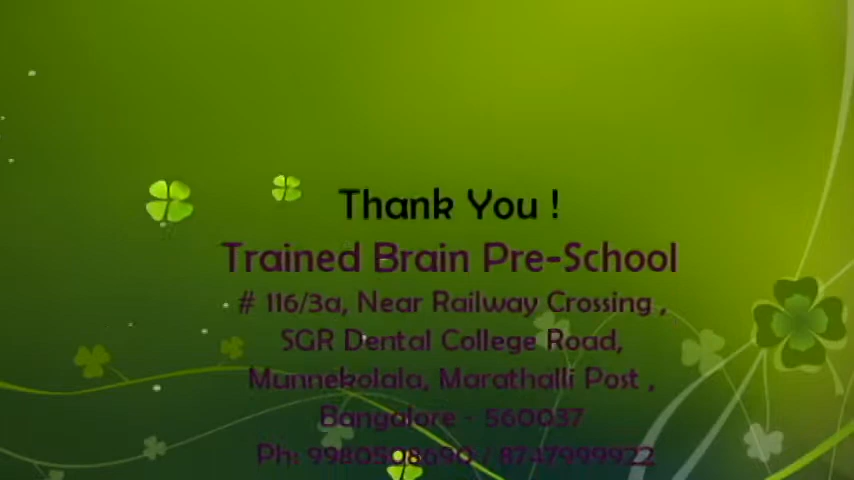 Thank You !
Trained Brain Pre-School
# 116/3a, Near Railway Crossing ,
SGR Dental College Road,
Munnekolala, Marathalli Post ,
Bangalore - 560037
Ph: 9980508690 / 8747999922